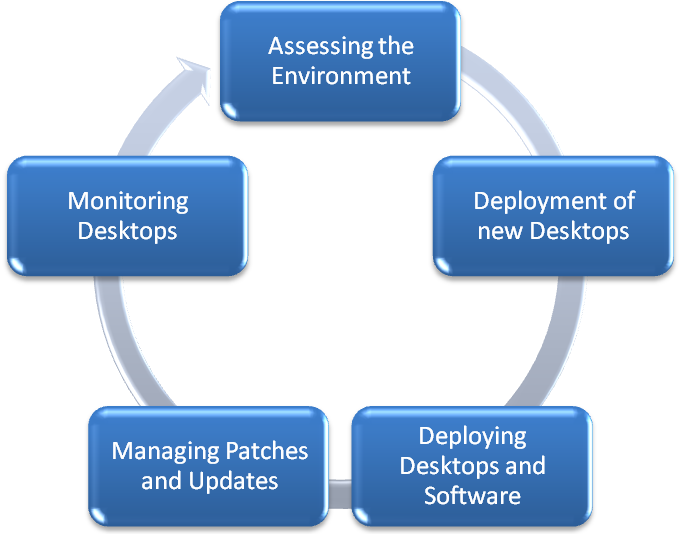 Assessing the
Environment
Deployment of
new Desktops
Deploying
Desktops and
Software
Managing Patches
and Updates
Monitoring
Desktops